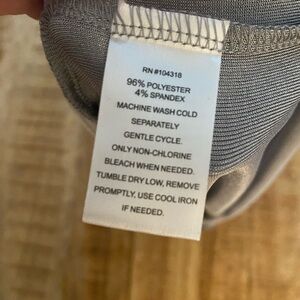 RN #104318
96% POLYESTER
4% SPANDEX
MACHINE WASH COLD
SEPARATELY
GENTLE CYCLE.
ONLY NON-CHLORINE
BLEACH WHEN NEEDED.
TUMBLE DRY LOW, REMOVE
PROMPTLY, USE COOL IRON
IF NEEDED.